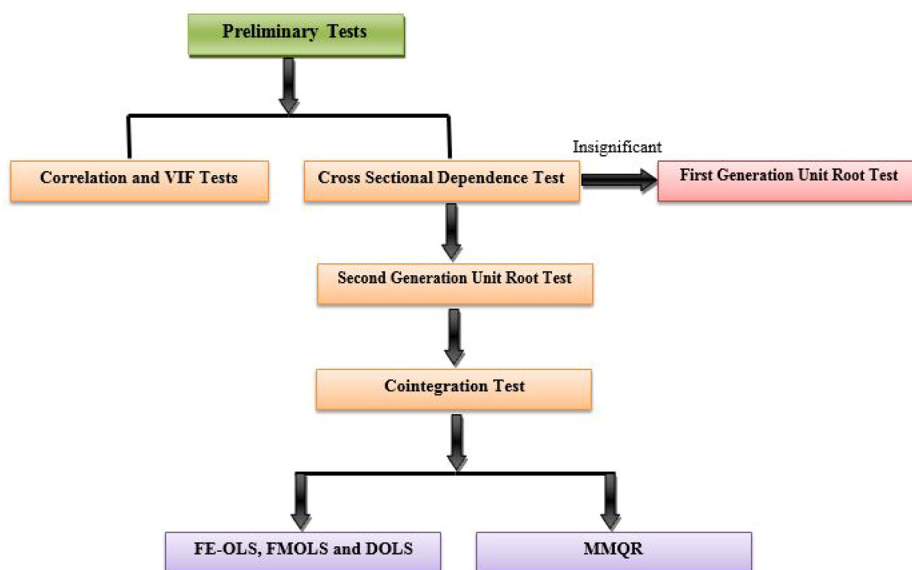 Preliminary Tests
Insignificant
Correlation and VIF Tests
Cross Sectional Dependence Test
First Generation Unit Root Test
Second Generation Unit Root Test
Cointegration Test
FE-OLS, FMOLS and DOLS
MMQR